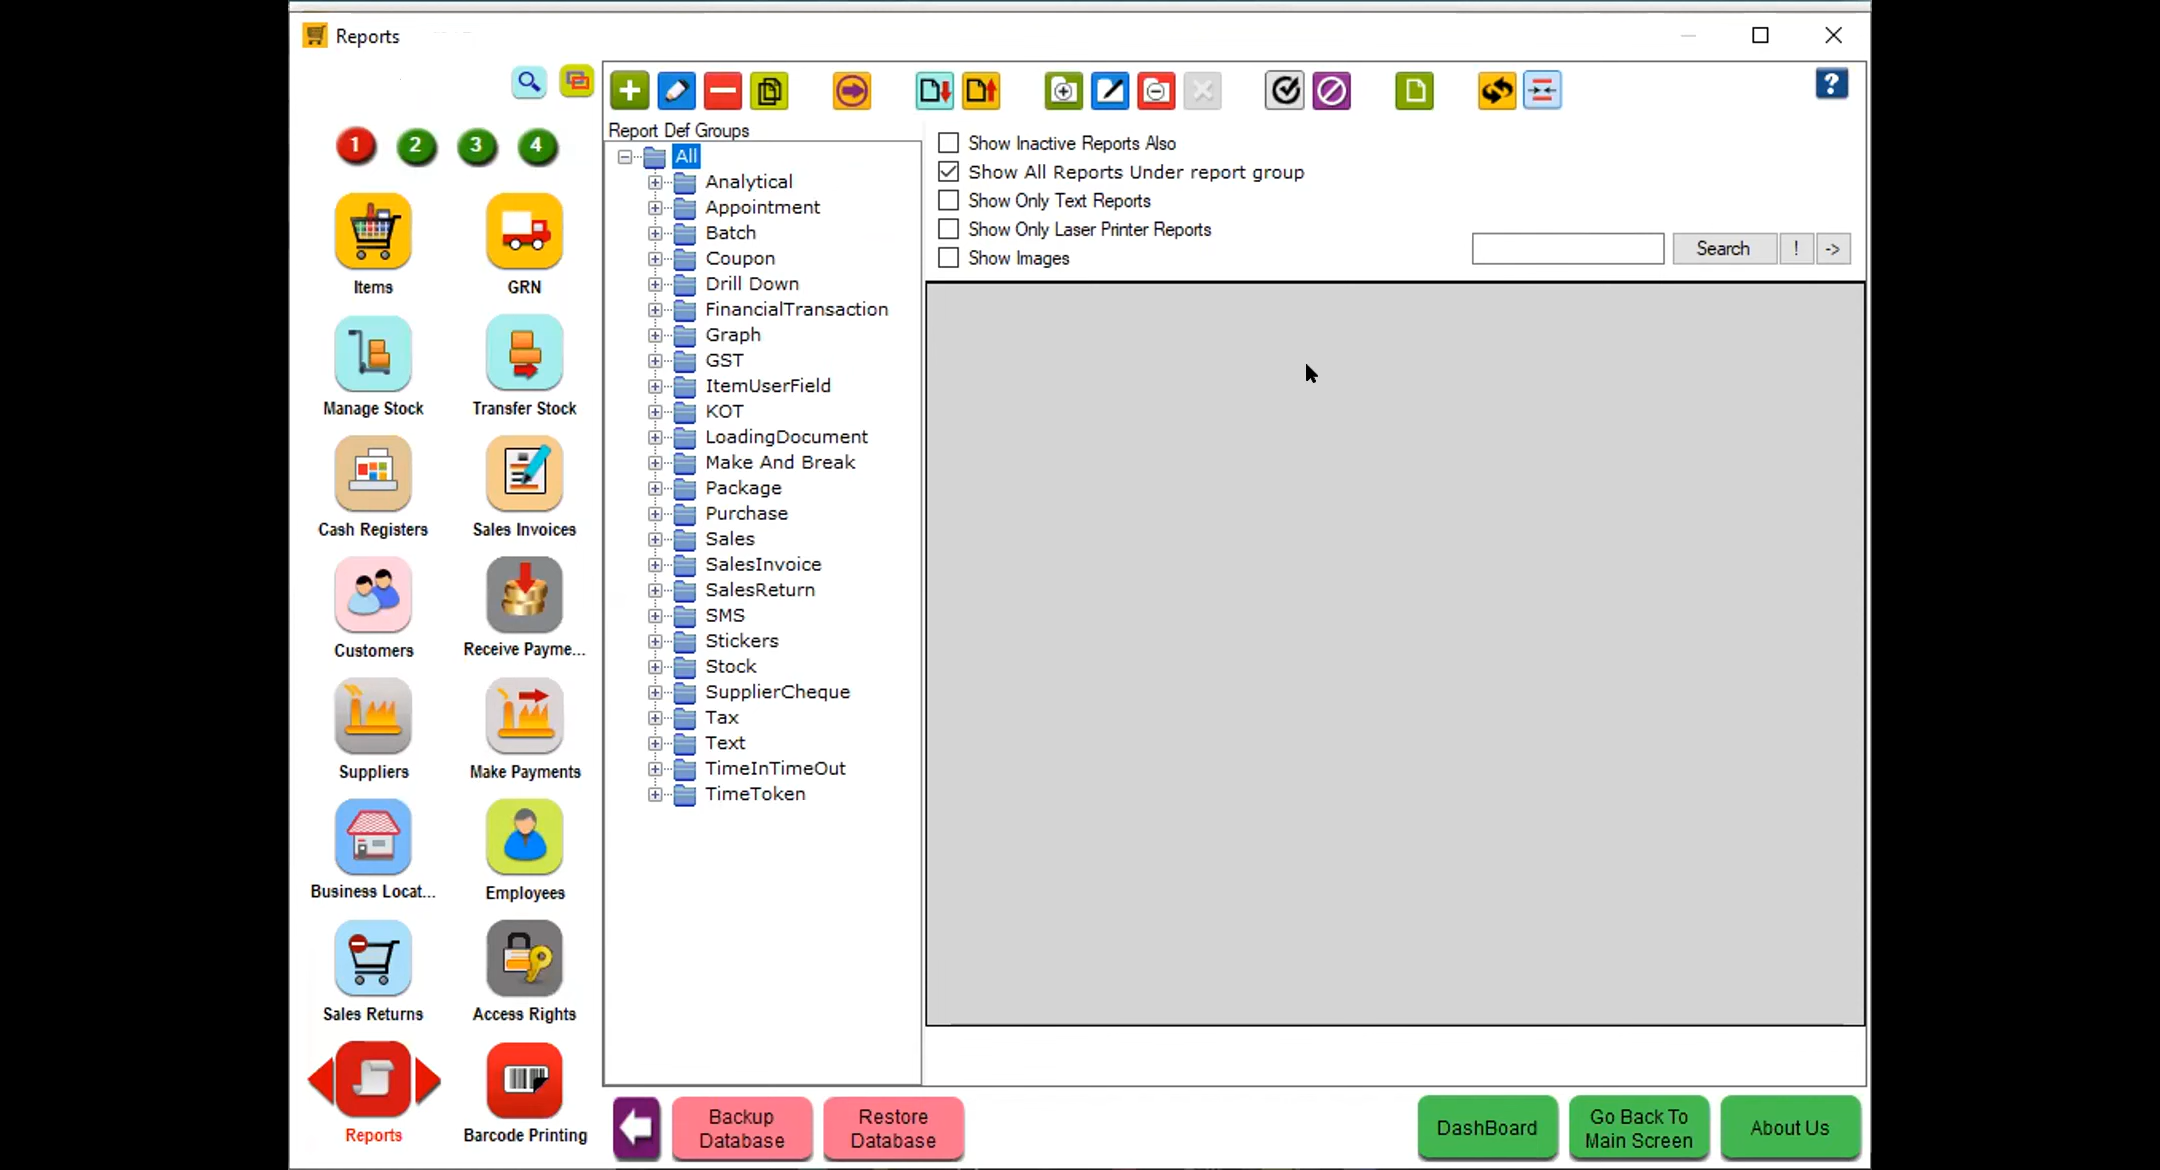 Reports
1 2 3 4
Items
GRN
Manage Stock
Transfer Stock
Cash Registers
Sales Invoices
Customers
Receive Payme...
Suppliers
Make Payments
Business Locat...
Employees
Sales Returns
Access Rights
Reports
Barcode Printing
?
Report Def Groups
All
Analytical
Appointment
Batch
Coupon
Drill Down
FinancialTransaction
Graph
GST
ItemUserField
KOT
LoadingDocument
Make And Break
Package
Purchase
Sales
SalesInvoice
SalesReturn
SMS
Stickers
Stock
SupplierCheque
Tax
Text
TimeInTimeOut
TimeToken
Show Inactive Reports Also
Show All Reports Under report group
Show Only Text Reports
Show Only Laser Printer Reports
Show Images
Search ! ->
Backup
Database
Restore
Database
DashBoard
Go Back To
Main Screen
About Us